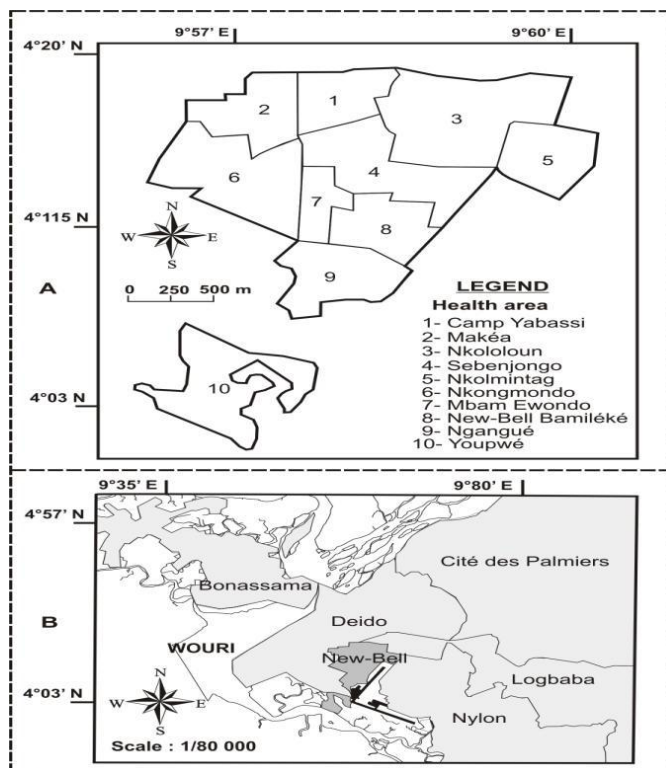 9°57’ E
9°60’ E
4°20’ N
2
1
3
5
4
6
7
8
N
W
E
S
4°115’ N
9
A
0 250 500 m
LEGEND
Health area
1- Camp Yabassi
2- Makéa
3- Nkololoun
4- Sebenjongo
5- Nkolmintag
6- Nkongmondo
7- Mbam Ewondo
8- New-Bell Bamiléké
9- Ngangué
10- Youpwé
10
4°03’ N
9°35’ E
9°80’ E
4°57’ N
Cité des Palmiers
Bonassama
Deido
B
WOURI
New-Bell
Logbaba
4°03’ N
N
W
E
S
Nylon
Scale : 1/80 000